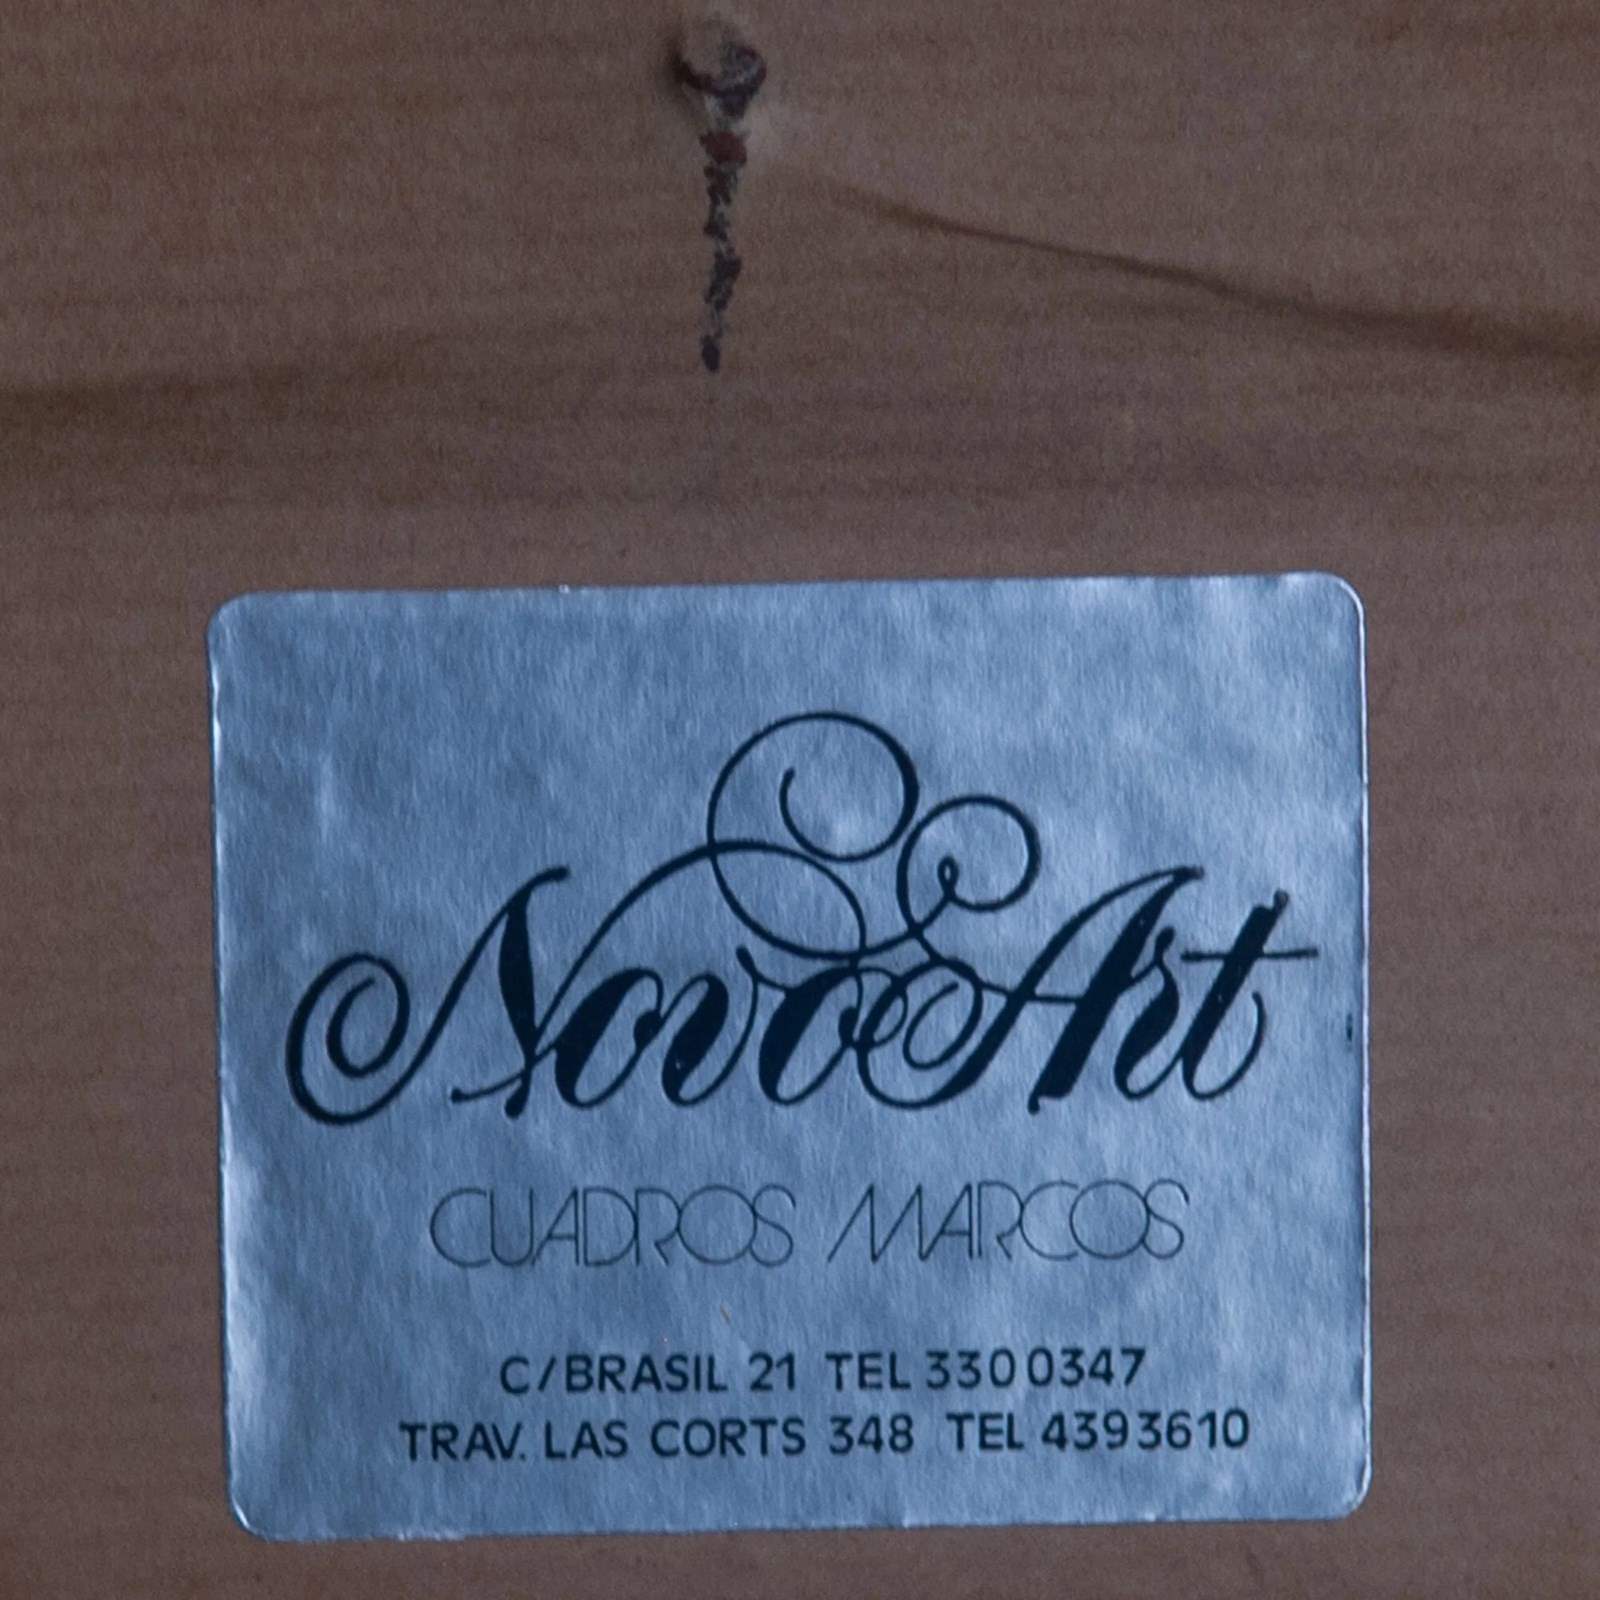 NovoArt
CUADROS MARCOS
C/BRASIL 21 TEL 3300347
TRAV. LAS CORTS 348 TEL 4393610